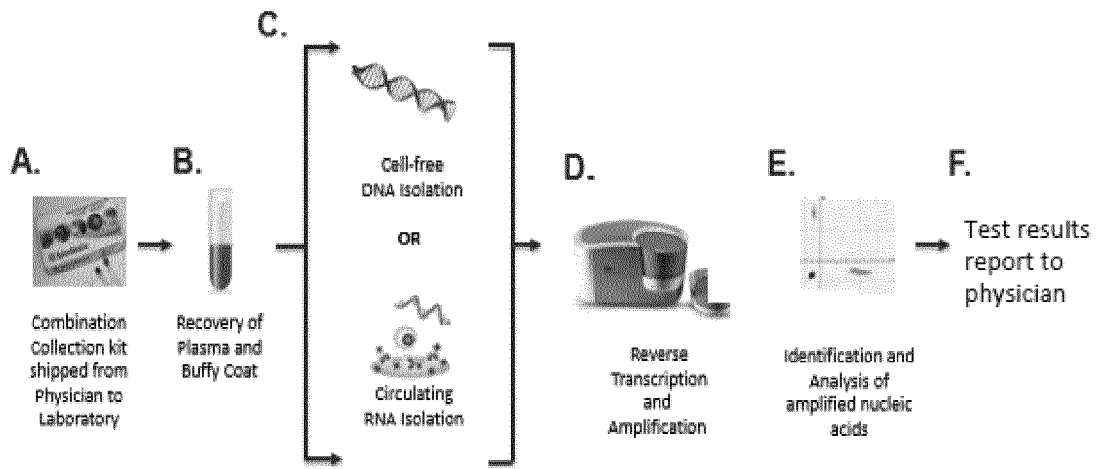 A.
Combination
Collection kit
shipped from
Physician to
Laboratory
B.
Recovery of
Plasma and
Buffy Coat
C.
Cell-free
DNA Isolation
OR
Circulating
RNA Isolation
D.
Reverse
Transcription
and
Amplification
E.
Identification and
Analysis of
amplified nucleic
acids
F.
Test results
report to
physician